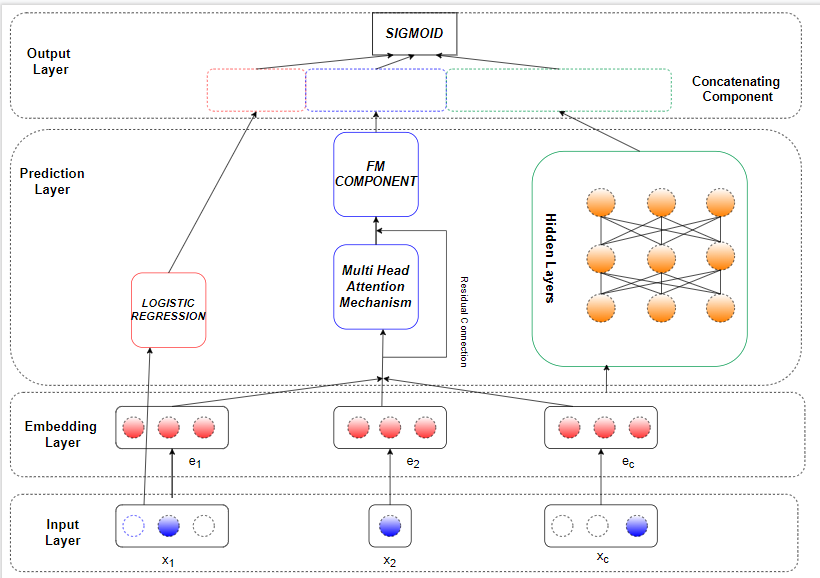 SIGMOID
Output
Layer
Concatenating
Component
Prediction
Layer
FM
COMPONENT
Multi Head
Attention
Mechanism
Residual Connection
LOGISTIC
REGRESSION
Hidden Layers
Embedding
Layer
e1
e2
ec
Input
Layer
x1
x2
xc